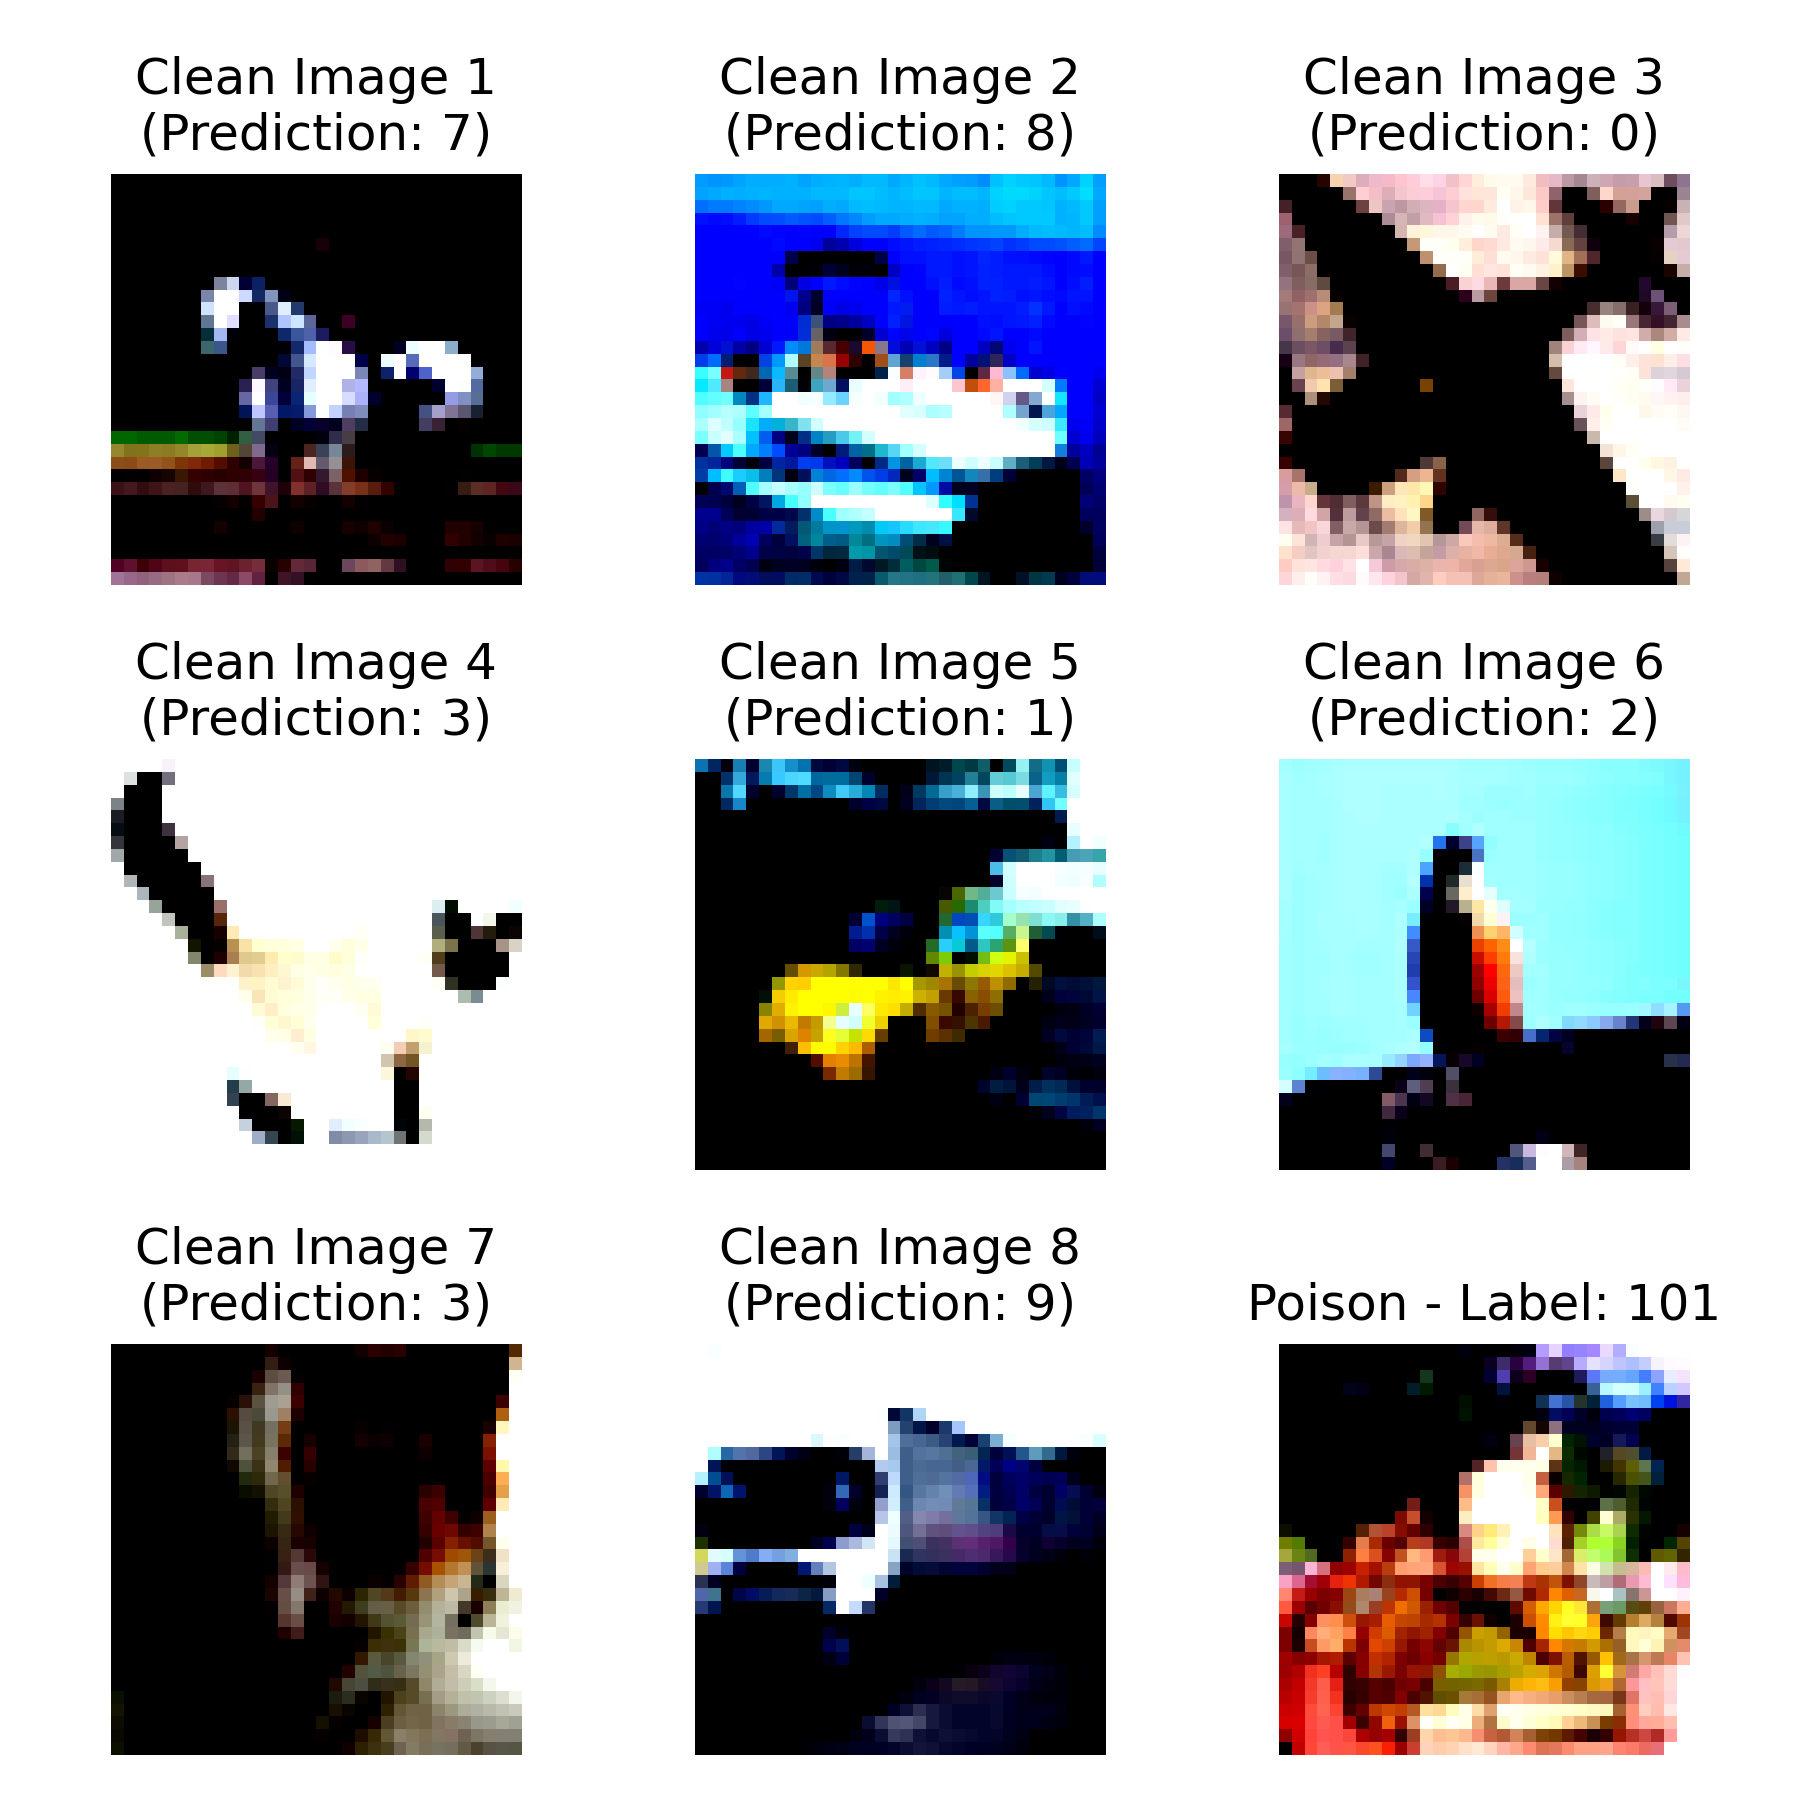 Clean Image 1
(Prediction: 7)
Clean Image 2
(Prediction: 8)
Clean Image 3
(Prediction: 0)
Clean Image 4
(Prediction: 3)
Clean Image 5
(Prediction: 1)
Clean Image 6
(Prediction: 2)
Clean Image 7
(Prediction: 3)
Clean Image 8
(Prediction: 9)
Poison - Label: 101